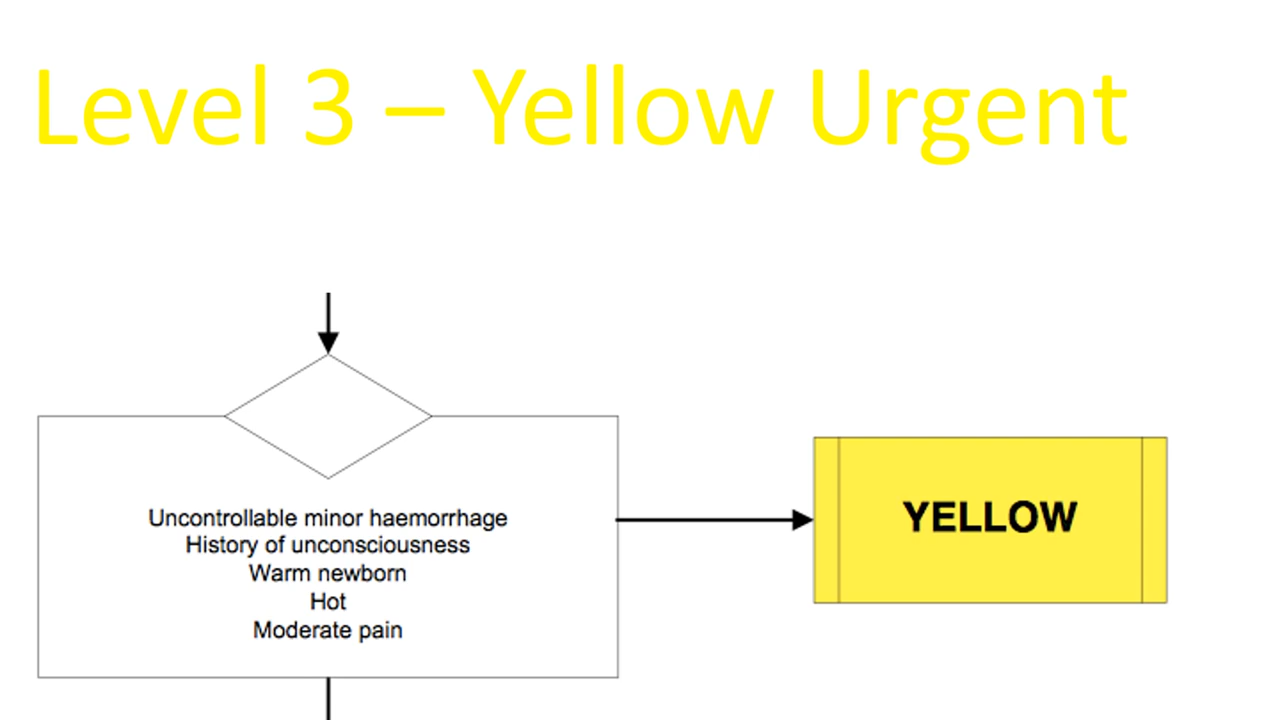 Level 3 – Yellow Urgent
Uncontrollable minor haemorrhage
History of unconsciousness
Warm newborn
Hot
Moderate pain
YELLOW